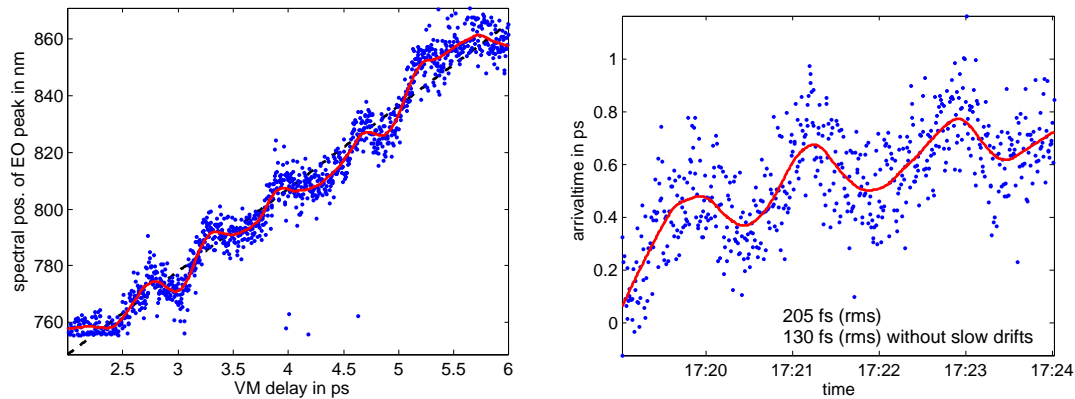 spectral pos. of EO peak in nm
860
840
820
800
780
760
2.5 3 3.5 4 4.5 5 5.5 6
VM delay in ps
arrivaltime in ps
1
0.8
0.6
0.4
0.2
0
205 fs (rms)
130 fs (rms) without slow drifts
17:20 17:21 17:22 17:23 17:24
time